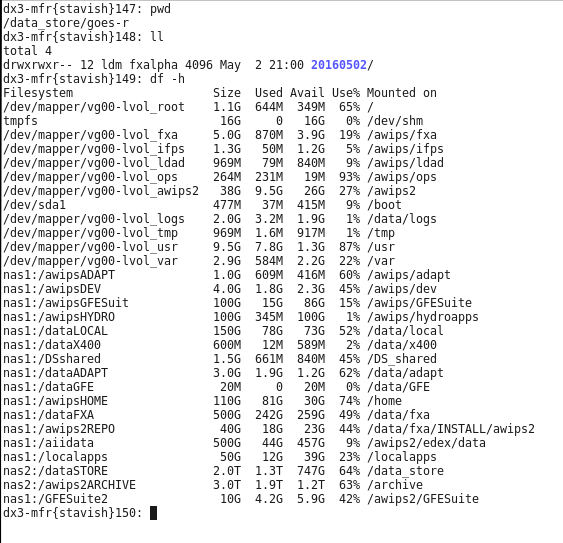 dx3-mfr{stavish}147: pwd
/data_store/goes-r
dx3-mfr{stavish}148: ll
total 4
drwxrwxr-- 12 ldm fxalpha 4096 May  2 21:00 20160502/
dx3-mfr{stavish}149: df -h
Filesystem            Size  Used Avail Use% Mounted on
/dev/mapper/vg00-lvol_root    1.1G  644M  349M  65% /
tmpfs                  16G     0   16G   0% /dev/shm
/dev/mapper/vg00-lvol_fxa     5.0G  870M  3.9G  19% /awips/fxa
/dev/mapper/vg00-lvol_ifps    1.3G   50M  1.2G   5% /awips/ifps
/dev/mapper/vg00-lvol_ldad    969M   79M  840M   9% /awips/ldad
/dev/mapper/vg00-lvol_ops     264M  231M   19M  93% /awips/ops
/dev/mapper/vg00-lvol_awips2   38G  9.5G   26G  27% /awips2
/dev/sda1             477M   37M  415M   9% /boot
/dev/mapper/vg00-lvol_logs    2.0G  3.2M  1.9G   1% /data/logs
/dev/mapper/vg00-lvol_tmp     969M  1.6M  917M   1% /tmp
/dev/mapper/vg00-lvol_usr     9.5G  7.8G  1.3G  87% /usr
/dev/mapper/vg00-lvol_var     2.9G  584M  2.2G  22% /var
nas1:/awipsADAPT      1.0G  609M  416M  60% /awips/adapt
nas1:/awipsDEV        4.0G  1.8G  2.3G  45% /awips/dev
nas1:/awipsGFESuit    100G   15G   86G  15% /awips/GFESuite
nas1:/awipsHYDRO      100G  345M  100G   1% /awips/hydroapps
nas1:/dataLOCAL       150G   78G   73G  52% /data/local
nas1:/dataX400        600M   12M  589M   2% /data/x400
nas1:/DSshared        1.5G  661M  840M  45% /DS_shared
nas1:/dataADAPT       3.0G  1.9G  1.2G  62% /data/adapt
nas1:/dataGFE          20M     0   20M   0% /data/GFE
nas1:/awipsHOME       110G   81G   30G  74% /home
nas1:/dataFXA         500G  242G  259G  49% /data/fxa
nas1:/awips2REPO       40G   18G   23G  44% /data/fxa/INSTALL/awips2
nas1:/aiidata         500G   44G  457G   9% /awips2/edex/data
nas1:/localapps        50G   12G   39G  23% /localapps
nas2:/dataSTORE       2.0T  1.3T  747G  64% /data_store
nas2:/awips2ARCHIVE   3.0T  1.9T  1.2T  63% /archive
nas1:/GFESuite2        10G  4.2G  5.9G  42% /awips2/GFESuite
dx3-mfr{stavish}150: